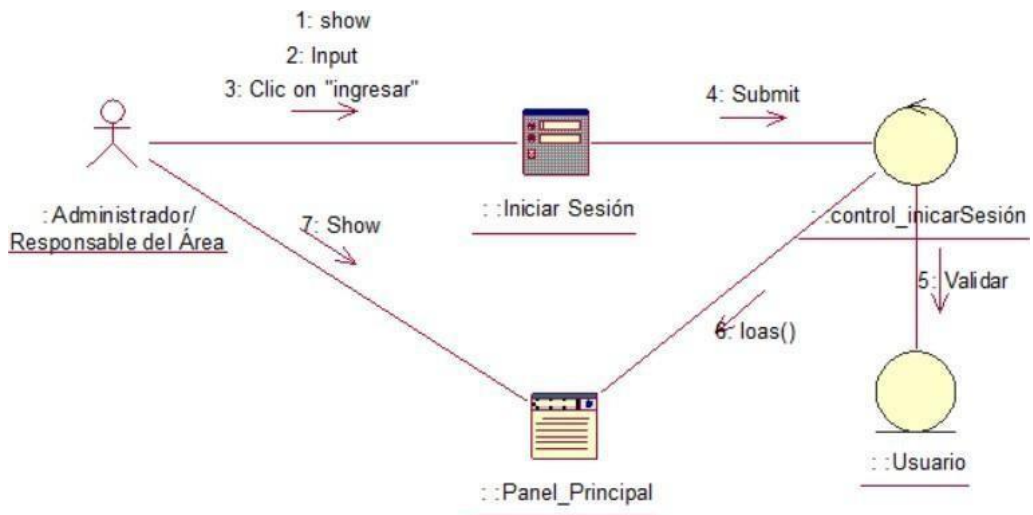 1: show
2: Input
3: Clic on "ingresar"
4: Submit
: :Iniciar Sesión
: :control_inicarSesión
:Administrador/
Responsable del Área
7: Show
5: Validar
6: loas()
: :Usuario
: :Panel_Principal